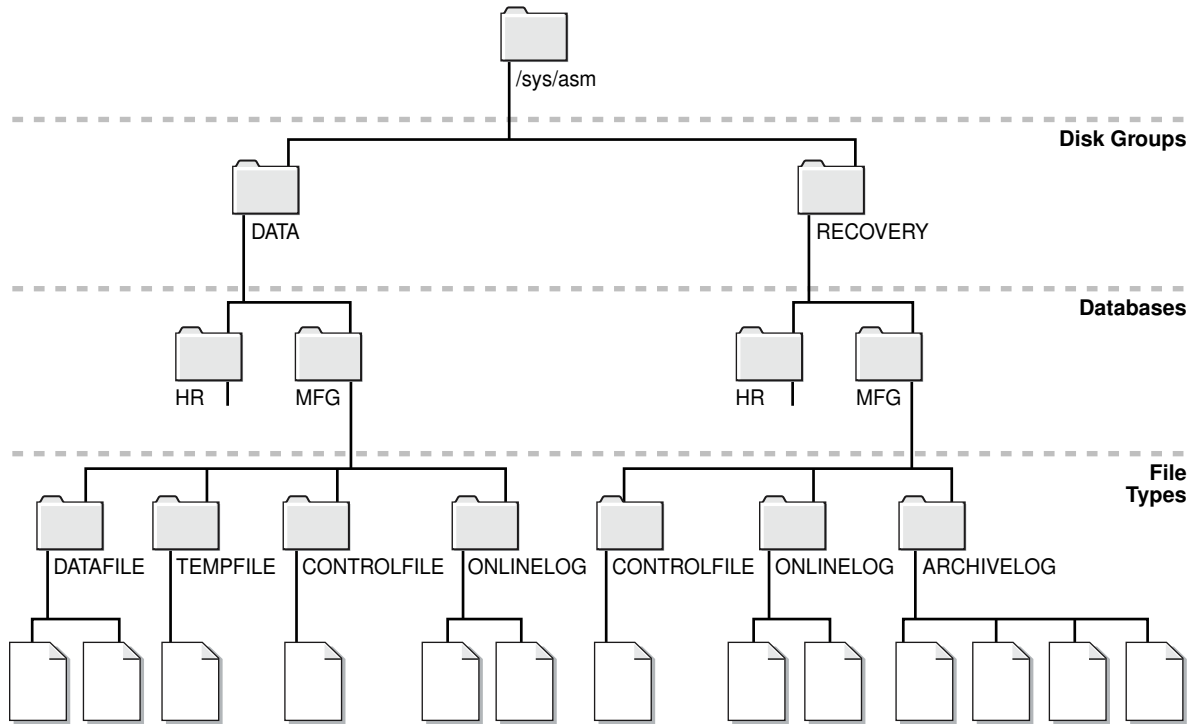 /sys/asm
Disk Groups
DATA
RECOVERY
Databases
HR
MFG
HR
MFG
File
Types
DATAFILE
TEMPFILE
CONTROLFILE
ONLINELOG
CONTROLFILE
ONLINELOG
ARCHIVELOG